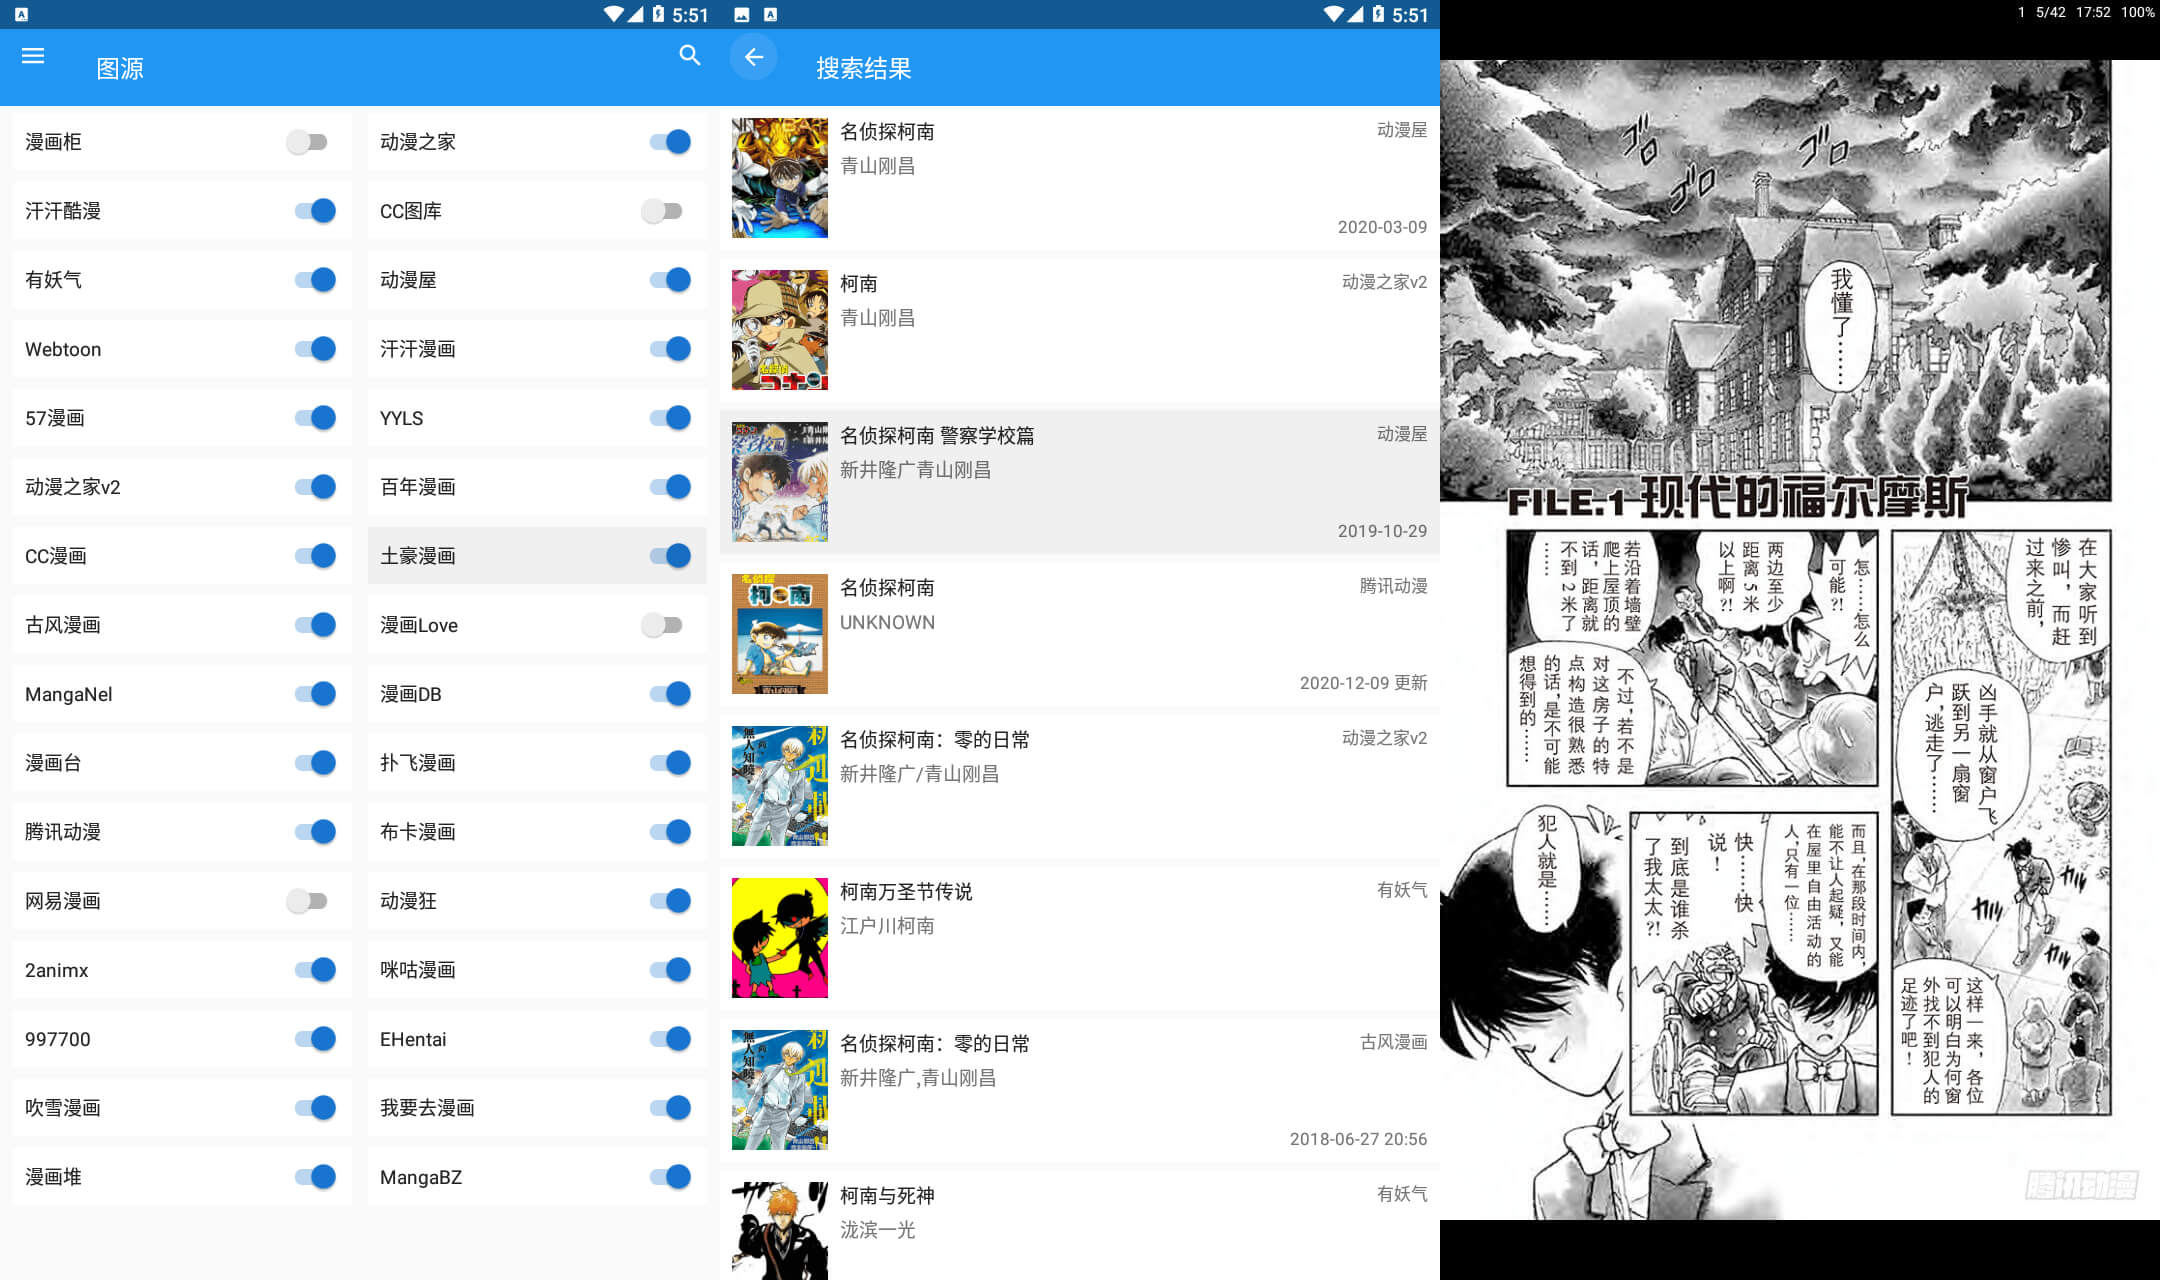 5:51
图源
漫画柜
动漫之家
汗汗酷漫
CC图库
有妖气
动漫屋
Webtoon
汗汗漫画
57漫画
YYLS
动漫之家v2
百年漫画
CC漫画
土豪漫画
古风漫画
漫画Love
MangaNel
漫画DB
漫画台
扑飞漫画
腾讯动漫
布卡漫画
网易漫画
动漫狂
2animx
咪咕漫画
997700
EHentai
吹雪漫画
我要去漫画
漫画堆
MangaBZ
5:51
搜索结果
名侦探柯南
动漫屋
青山刚昌
2020-03-09
柯南
动漫之家v2
青山刚昌
名侦探柯南 警察学校篇
动漫屋
新井隆广青山刚昌
2019-10-29
名侦探柯南
腾讯动漫
UNKNOWN
2020-12-09 更新
名侦探柯南：零的日常
动漫之家v2
新井隆广/青山刚昌
柯南万圣节传说
有妖气
江户川柯南
名侦探柯南：零的日常
古风漫画
新井隆广,青山刚昌
2018-06-27 20:56
柯南与死神
有妖气
泷滨一光
1 5/42 17:52 100%
ゴロ
ゴロ
ゴロ
我懂了……
FILE.1 现代的福尔摩斯
在大家听到
惨叫，而赶
过来之前，
凶手就从窗户飞
跃到另一扇窗
户，逃走了……
怎……怎么
可能?!
两边至少
距离5米
以上啊?!
若沿着墙壁
爬上屋顶的
话，距离就
不到2米了
……
不过，若不是
对这房子的特
点构造很熟悉
的话，是不可能
想得到的……
这样一来，各位
可以明白为何窗
外找不到犯人的
足迹了吧！
而且，在那段时间内，
能不让人起疑，又能
在屋里自由活动的
人，只有一位……
快……快
说！
到底是谁杀
了我太太?!
犯人就是……
腾讯动漫